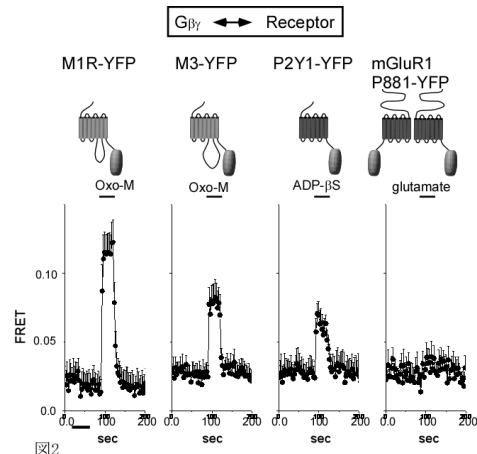 Gβγ ↔ Receptor
M1R-YFP
M3-YFP
P2Y1-YFP
mGluR1
P881-YFP
Oxo-M
Oxo-M
ADP-βS
glutamate
FRET
0.10
0.05
0.0
0.0 100 200
0.0 100 200
0.0 100 200
0.0 100 200
sec
sec
sec
sec
図2